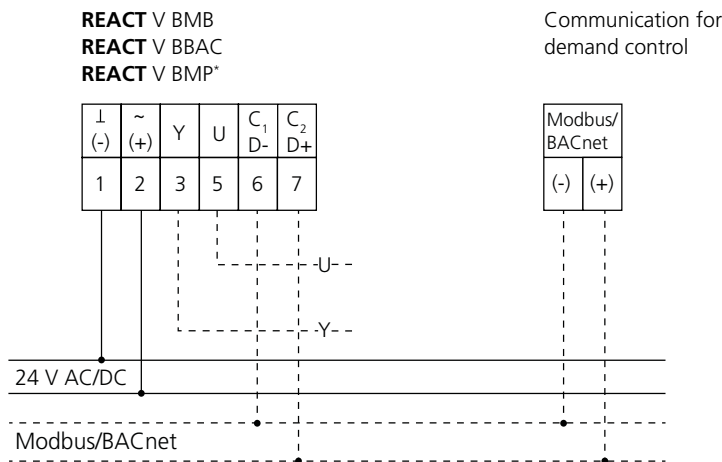 REACT V BMB
REACT V BBAC
REACT V BMP*
Communication for
demand control
⊥ ~ Y U C₁ C₂
(-) (+) D- D+
1 2 3 5 6 7
Modbus/
BACnet
(-) (+)
U
Y
24 V AC/DC
Modbus/BACnet